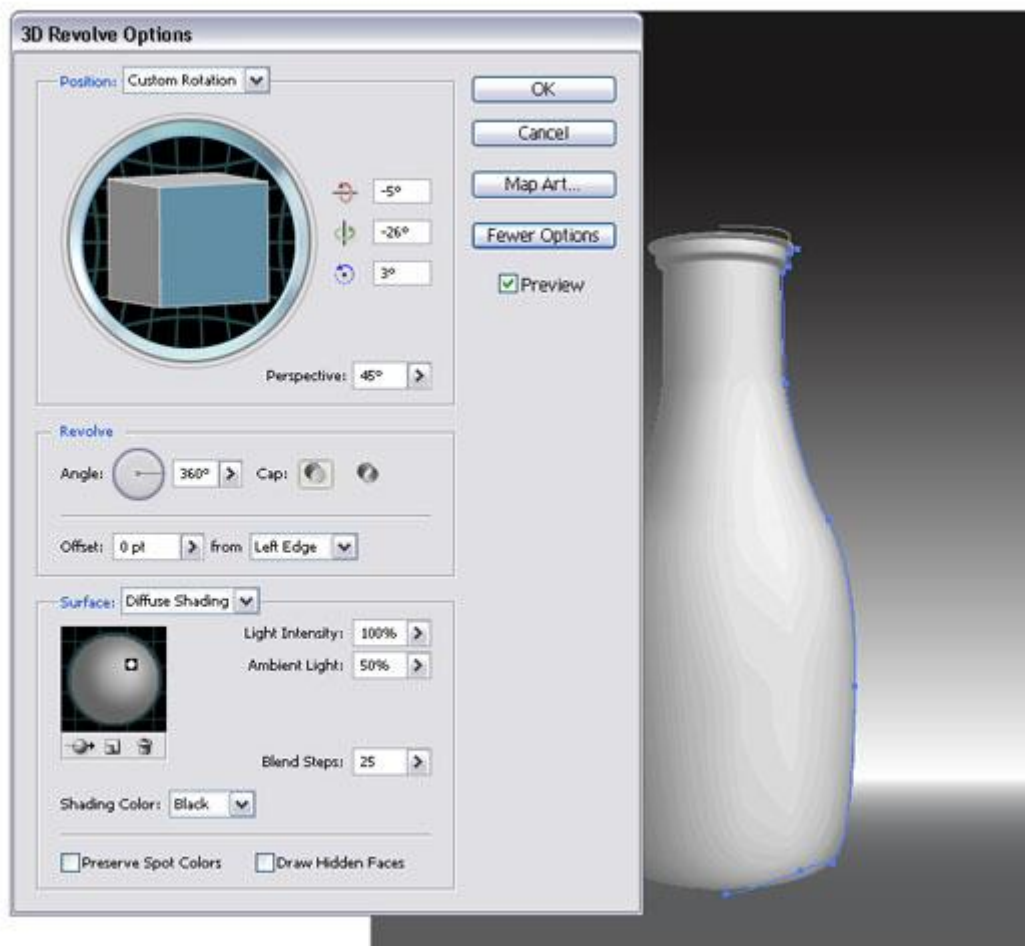 3D Revolve Options
Position: Custom Rotation
OK
Cancel
Map Art...
Fewer Options
Preview
-5°
-26°
3°
Perspective: 45°
Revolve
Angle: 360° Cap:
Offset: 0 pt from Left Edge
Surface: Diffuse Shading
Light Intensity: 100%
Ambient Light: 50%
Blend Steps: 25
Shading Color: Black
Preserve Spot Colors Draw Hidden Faces